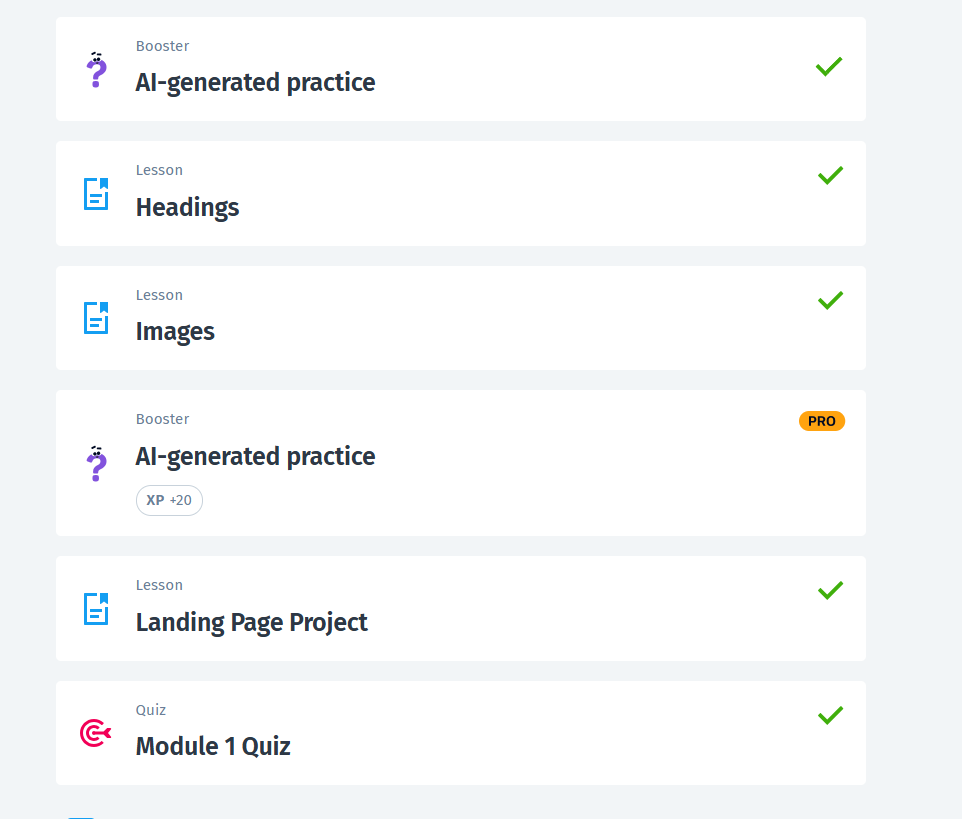 Booster
AI-generated practice
Lesson
Headings
Lesson
Images
Booster
PRO
AI-generated practice
XP +20
Lesson
Landing Page Project
Quiz
Module 1 Quiz